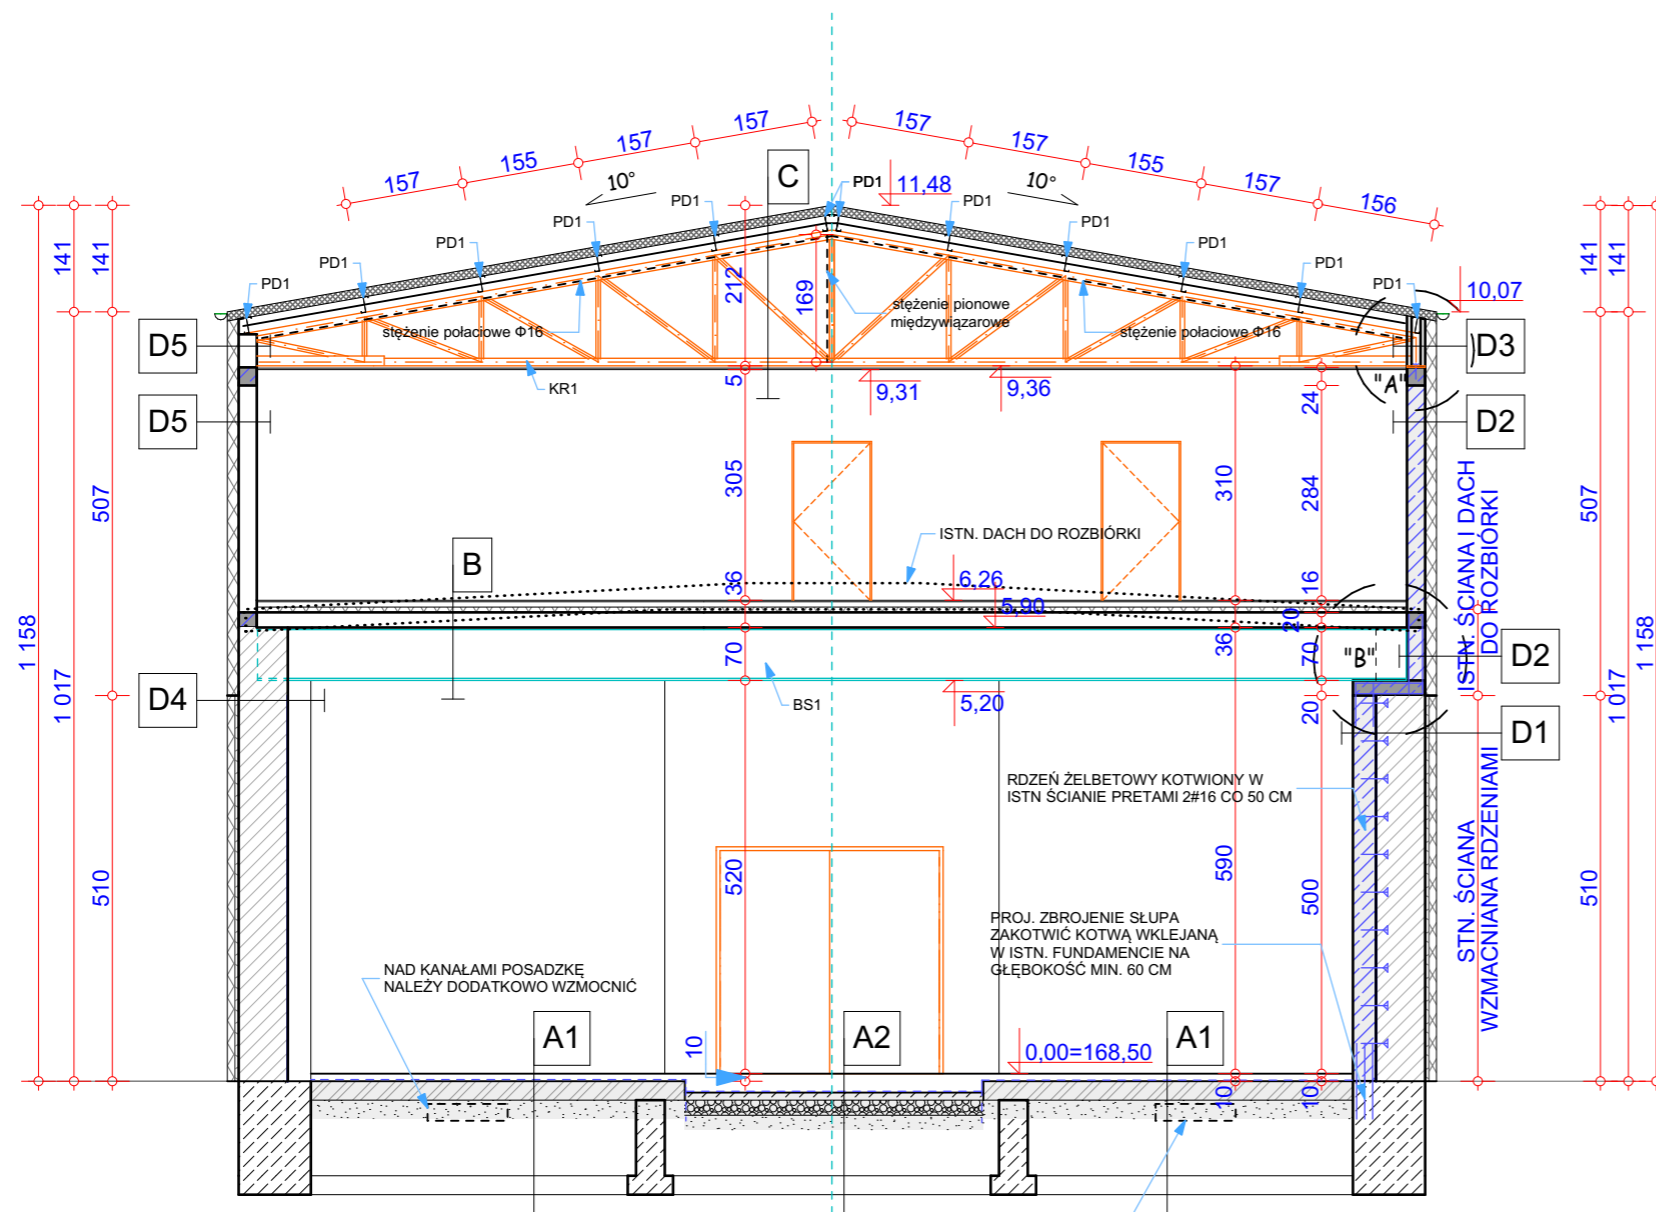 157
157
155
157
157
157
157
155
157
156
10°
10°
C
PD1
11,48
PD1
PD1
PD1
PD1
PD1
PD1
PD1
PD1
PD1
PD1
PD1
10,07
141
141
141
141
212
169
stężenie pionowe
międzywiązarowe
stężenie połaciowe Φ16
stężenie połaciowe Φ16
D5
D3
KR1
5
9,31
9,36
24
"A"
D5
D2
507
305
310
284
507
ISTN. ŚCIANA I DACH
DO ROZBIÓRKI
ISTN. DACH DO ROZBIÓRKI
B
36
6,26
16
5,90
20
1 158
1 017
70
36
70
"B"
D2
1 017
1 158
D4
BS1
5,20
20
D1
RDZEŃ ŻELBETOWY KOTWIONY W
ISTN ŚCIANIE PRETAMI 2#16 CO 50 CM
510
520
590
500
510
STN. ŚCIANA
WZMACNIANA RDZENIAMI
PROJ. ZBROJENIE SŁUPA
ZAKOTWIĆ KOTWĄ WKLEJANĄ
W ISTN. FUNDAMENCIE NA
GŁĘBOKOŚĆ MIN. 60 CM
NAD KANAŁAMI POSADZKĘ
NALEŻY DODATKOWO WZMOCNIĆ
A1
10
A2
0,00=168,50
A1
10
10